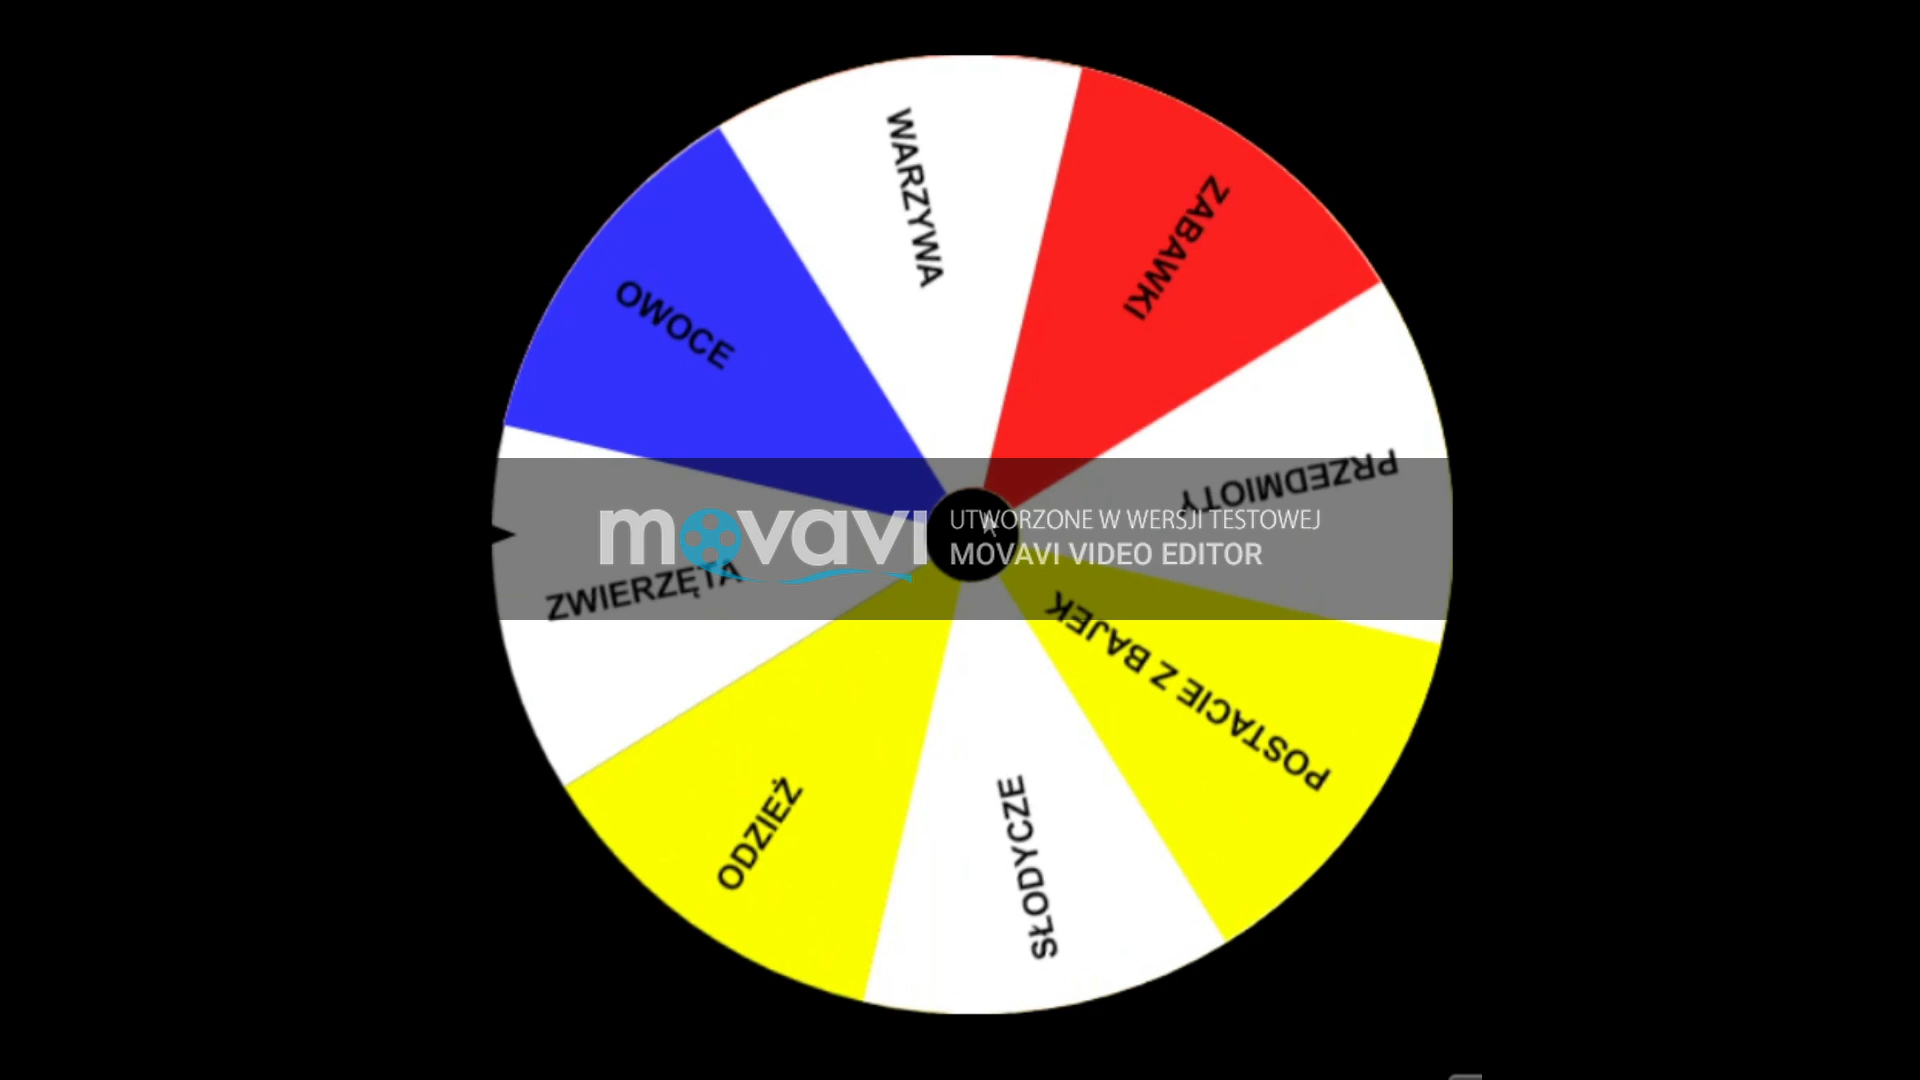 WARZYWA
ZABAWKI
OWOCE
PRZEDMIOTY
movavi
UTWORZONE W WERSJI TESTOWEJ
MOVAVI VIDEO EDITOR
ZWIERZĘTA
POSTACIE Z BAJEK
ODZIEŻ
SŁODYCZE